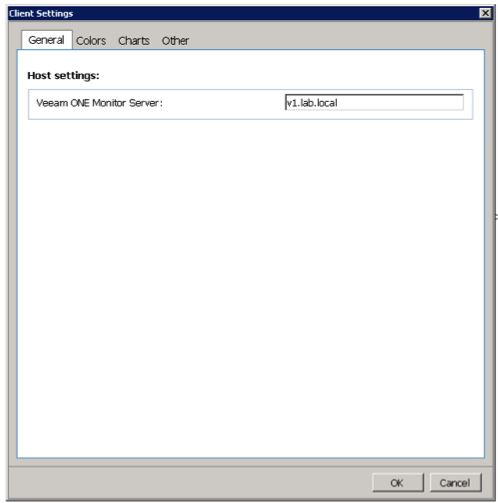 Client Settings
General Colors Charts Other
Host settings:
Veeam ONE Monitor Server: v1.lab.local
OK Cancel